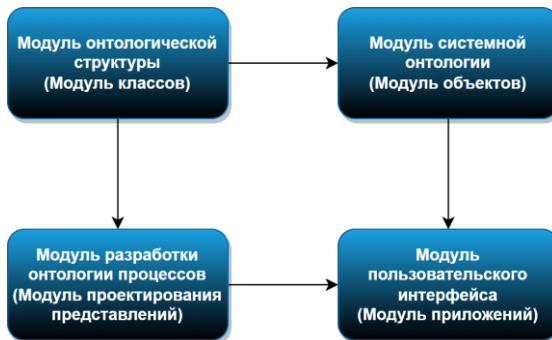 Модуль онтологической
структуры
(Модуль классов)
Модуль системной
онтологии
(Модуль объектов)
Модуль разработки
онтологии процессов
(Модуль проектирования
представлений)
Модуль
пользовательского
интерфейса
(Модуль приложений)